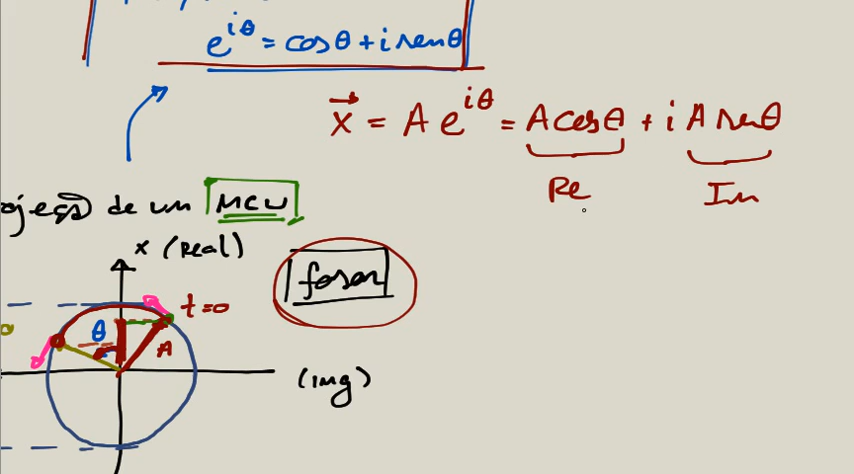 e^{iθ} = cosθ + i senθ
x⃗ = A e^{iθ} = A cosθ + i A senθ
Re Im
ojeção de um MCU
x (Real)
fasor
t=0
θ
A
(img)